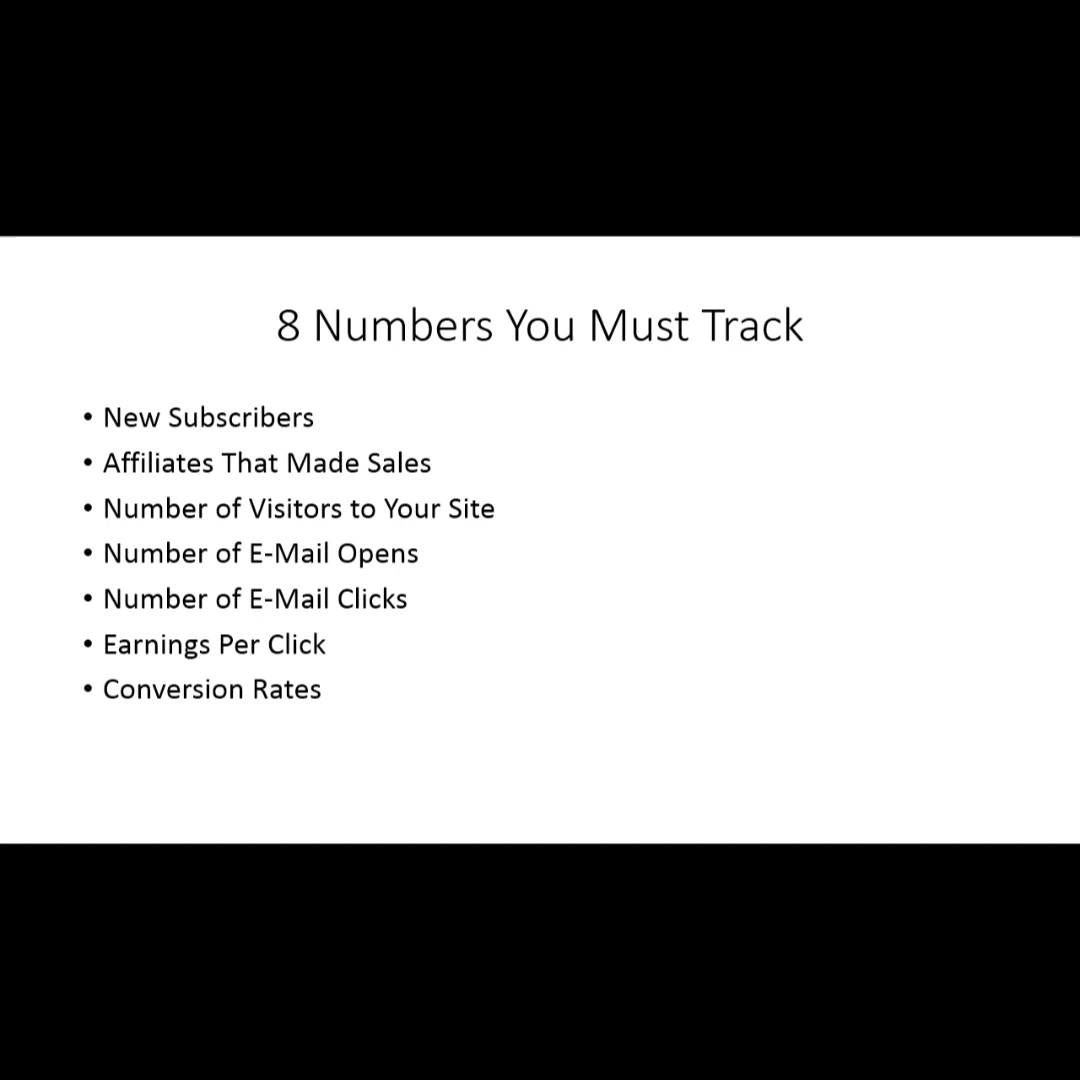 8 Numbers You Must Track
• New Subscribers
• Affiliates That Made Sales
• Number of Visitors to Your Site
• Number of E-Mail Opens
• Number of E-Mail Clicks
• Earnings Per Click
• Conversion Rates